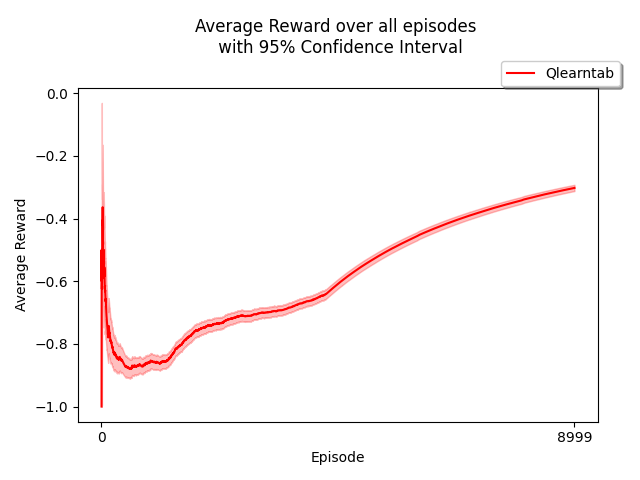 Average Reward over all episodes
with 95% Confidence Interval
Qlearntab
0.0
−0.2
−0.4
−0.6
−0.8
−1.0
Average Reward
0
8999
Episode